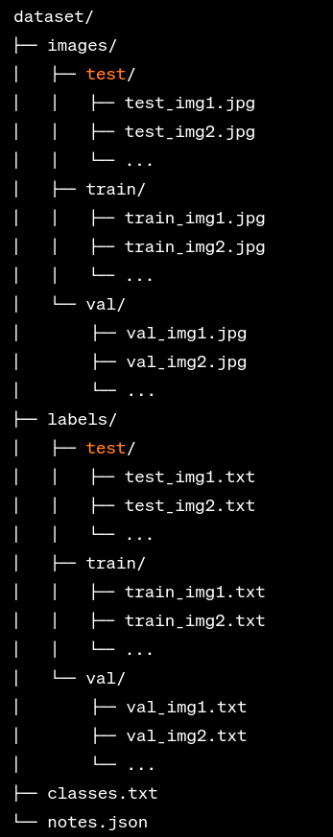 dataset/
├── images/
│   ├── test/
│   │   ├── test_img1.jpg
│   │   ├── test_img2.jpg
│   │   └── ...
│   ├── train/
│   │   ├── train_img1.jpg
│   │   ├── train_img2.jpg
│   │   └── ...
│   └── val/
│       ├── val_img1.jpg
│       ├── val_img2.jpg
│       └── ...
├── labels/
│   ├── test/
│   │   ├── test_img1.txt
│   │   ├── test_img2.txt
│   │   └── ...
│   ├── train/
│   │   ├── train_img1.txt
│   │   ├── train_img2.txt
│   │   └── ...
│   └── val/
│       ├── val_img1.txt
│       ├── val_img2.txt
│       └── ...
├── classes.txt
└── notes.json